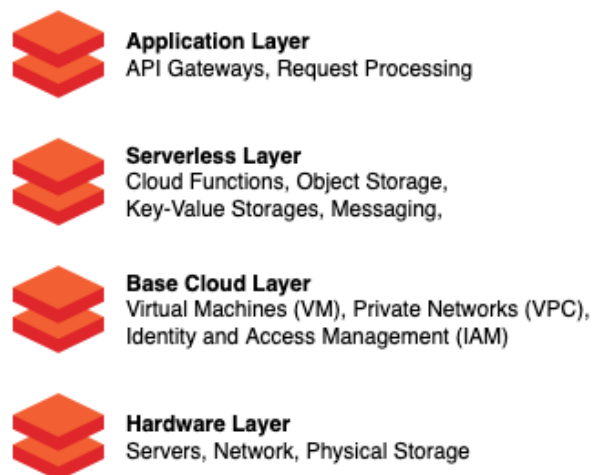 Application Layer
API Gateways, Request Processing
Serverless Layer
Cloud Functions, Object Storage,
Key-Value Storages, Messaging,
Base Cloud Layer
Virtual Machines (VM), Private Networks (VPC),
Identity and Access Management (IAM)
Hardware Layer
Servers, Network, Physical Storage